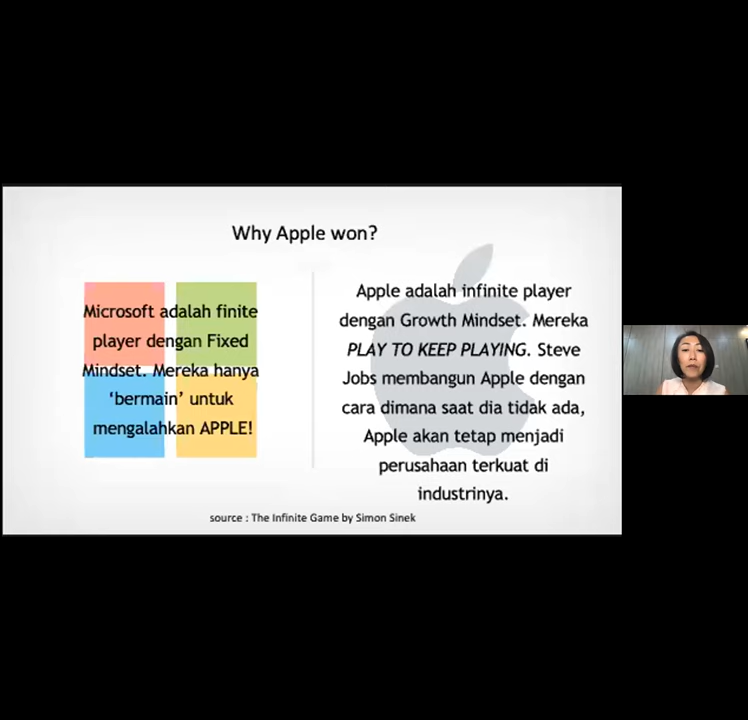 Why Apple won?
Microsoft adalah finite
player dengan Fixed
Mindset. Mereka hanya
‘bermain’ untuk
mengalahkan APPLE!
Apple adalah infinite player
dengan Growth Mindset. Mereka
PLAY TO KEEP PLAYING. Steve
Jobs membangun Apple dengan
cara dimana saat dia tidak ada,
Apple akan tetap menjadi
perusahaan terkuat di
industrinya.
source : The Infinite Game by Simon Sinek